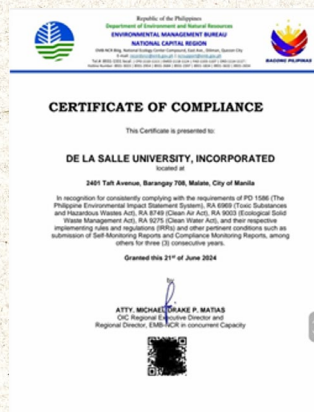 Republic of the Philippines
Department of Environment and Natural Resources
ENVIRONMENTAL MANAGEMENT BUREAU
NATIONAL CAPITAL REGION
BAGONG PILIPINAS
CERTIFICATE OF COMPLIANCE
This Certificate is presented to:
DE LA SALLE UNIVERSITY, INCORPORATED
located at
2401 Taft Avenue, Barangay 708, Malate, City of Manila
In recognition for consistently complying with the requirements of PD 1586 (The
Philippine Environmental Impact Statement System), RA 6969 (Toxic Substances
and Hazardous Wastes Act), RA 8749 (Clean Air Act), RA 9003 (Ecological Solid
Waste Management Act), RA 9275 (Clean Water Act), and their respective
implementing rules and regulations (IRRs) and other pertinent conditions such as
submission of Self-Monitoring Reports and Compliance Monitoring Reports, among
others for three (3) consecutive years.
Granted this 21st of June 2024
by
ATTY. MICHAEL DRAKE P. MATIAS
OIC Regional Executive Director and
Regional Director, EMB-NCR in concurrent Capacity